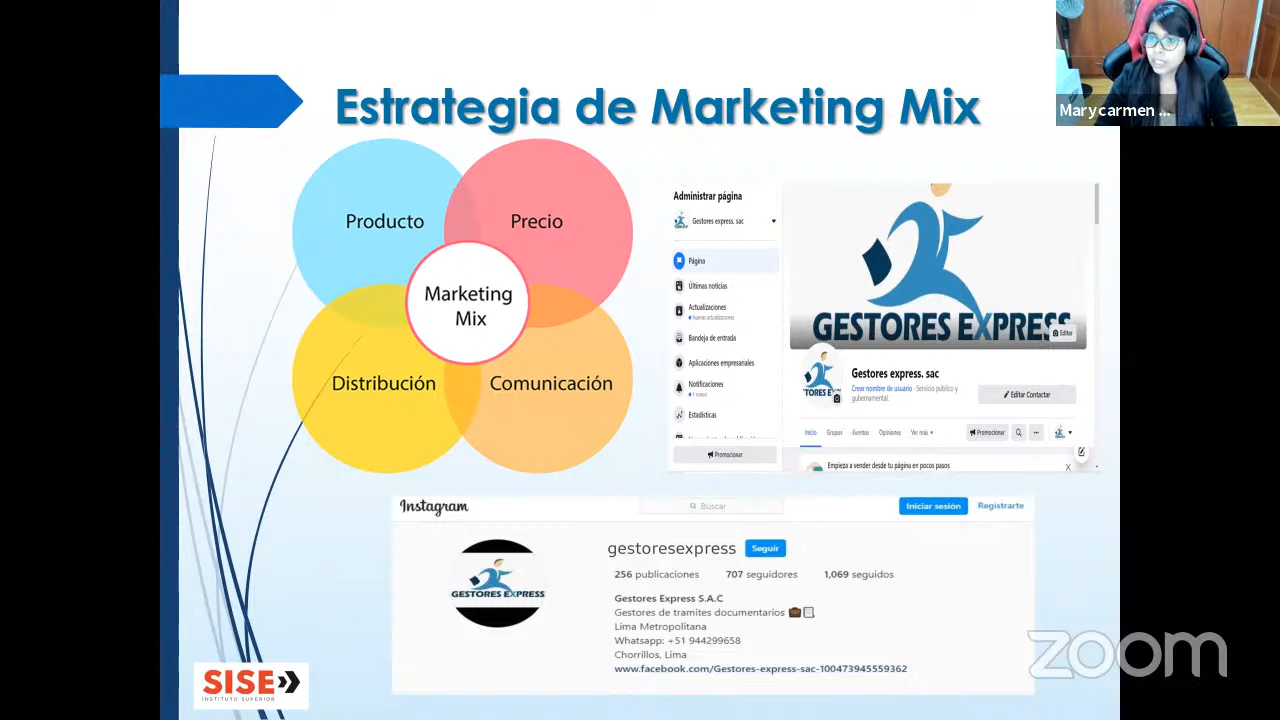 Estrategia de Marketing Mix
Marycarmen ...
Producto
Precio
Marketing
Mix
Distribución
Comunicación
Administrar página
Gestores express. sac
Página
Últimas noticias
Actualizaciones
Nuevas actualizaciones
Bandeja de entrada
Aplicaciones empresariales
Notificaciones
1 nuevo
Estadísticas
Promocionar
GESTORES EXPRESS
Editar
TORES E
Gestores express. sac
Crear nombre de usuario · Servicio público y
gubernamental
Editar Contactar
Inicio Grupos Eventos Opiniones Ver más
Promocionar
Empieza a vender desde tu página en pocos pasos
X
Instagram
Buscar
Iniciar sesión
Registrarte
GESTORES EXPRESS
gestoresexpress
Seguir
256 publicaciones 707 seguidores 1,069 seguidos
Gestores Express S.A.C
Gestores de tramites documentarios 💼📃
Lima Metropolitana
Whatsapp: +51 944299658
Chorrillos, Lima
www.facebook.com/Gestores-express-sac-100473945559362
SISE
INSTITUTO SUPERIOR
zoom